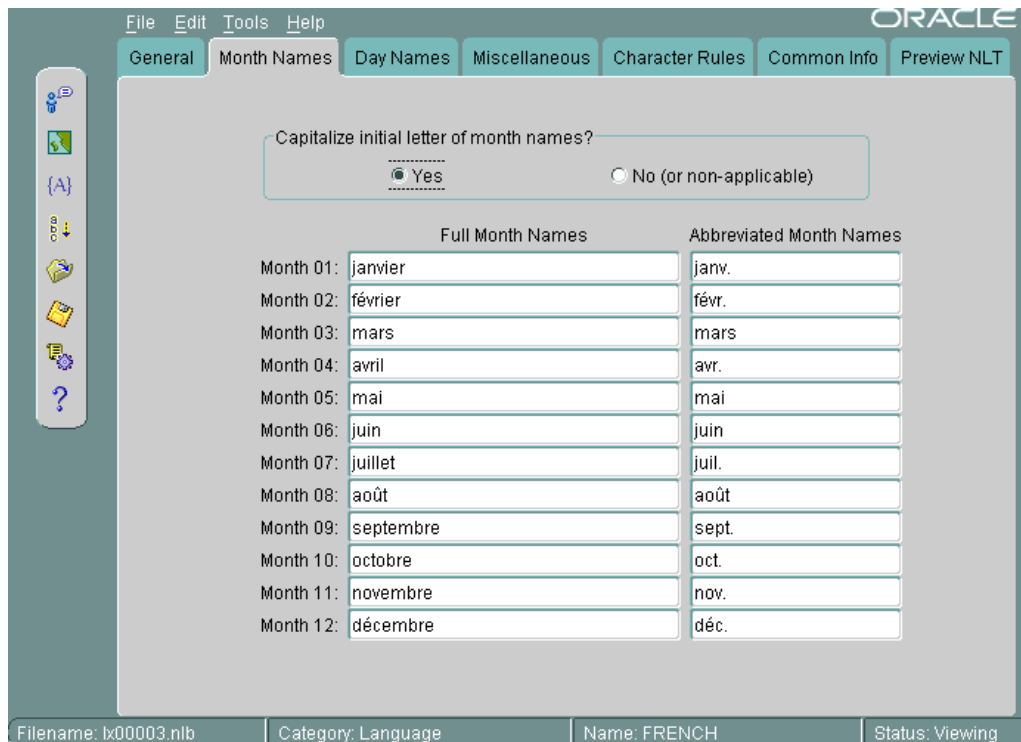 File Edit Tools Help
ORACLE
General Month Names Day Names Miscellaneous Character Rules Common Info Preview NLT
Capitalize initial letter of month names?
Yes No (or non-applicable)
Full Month Names Abbreviated Month Names
Month 01: janvier janv.
Month 02: février févr.
Month 03: mars mars
Month 04: avril avr.
Month 05: mai mai
Month 06: juin juin
Month 07: juillet juil.
Month 08: août août
Month 09: septembre sept.
Month 10: octobre oct.
Month 11: novembre nov.
Month 12: décembre déc.
{A}
a
b
c
?
Filename: lx00003.nlb Category: Language Name: FRENCH Status: Viewing